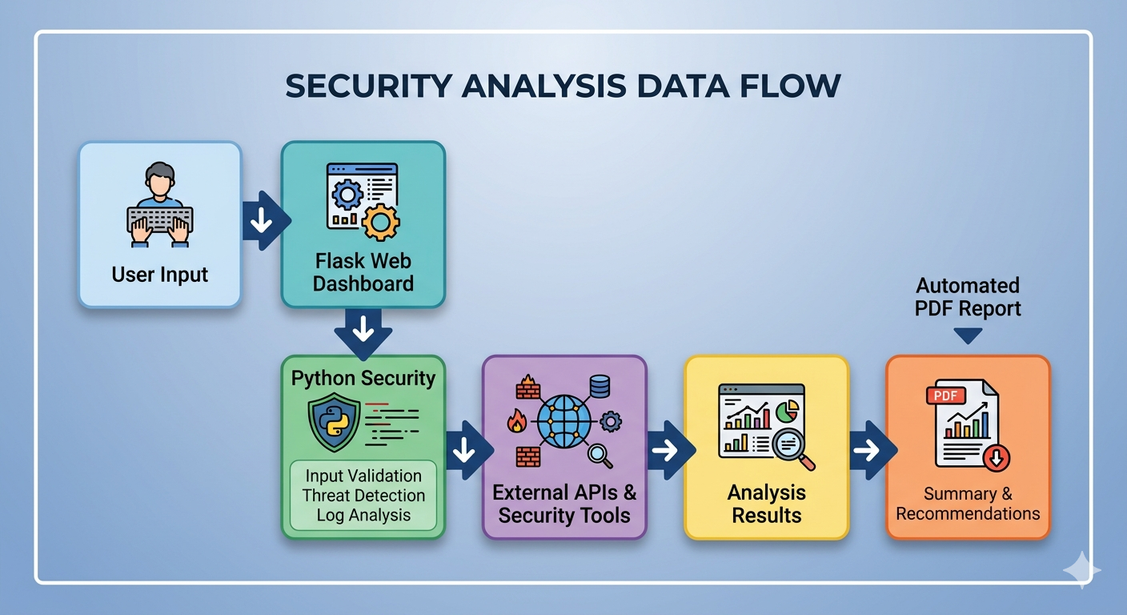 SECURITY ANALYSIS DATA FLOW
User Input
Flask Web
Dashboard
Automated
PDF Report
Python Security
Input Validation
Threat Detection
Log Analysis
External APIs &
Security Tools
Analysis
Results
PDF
Summary &
Recommendations